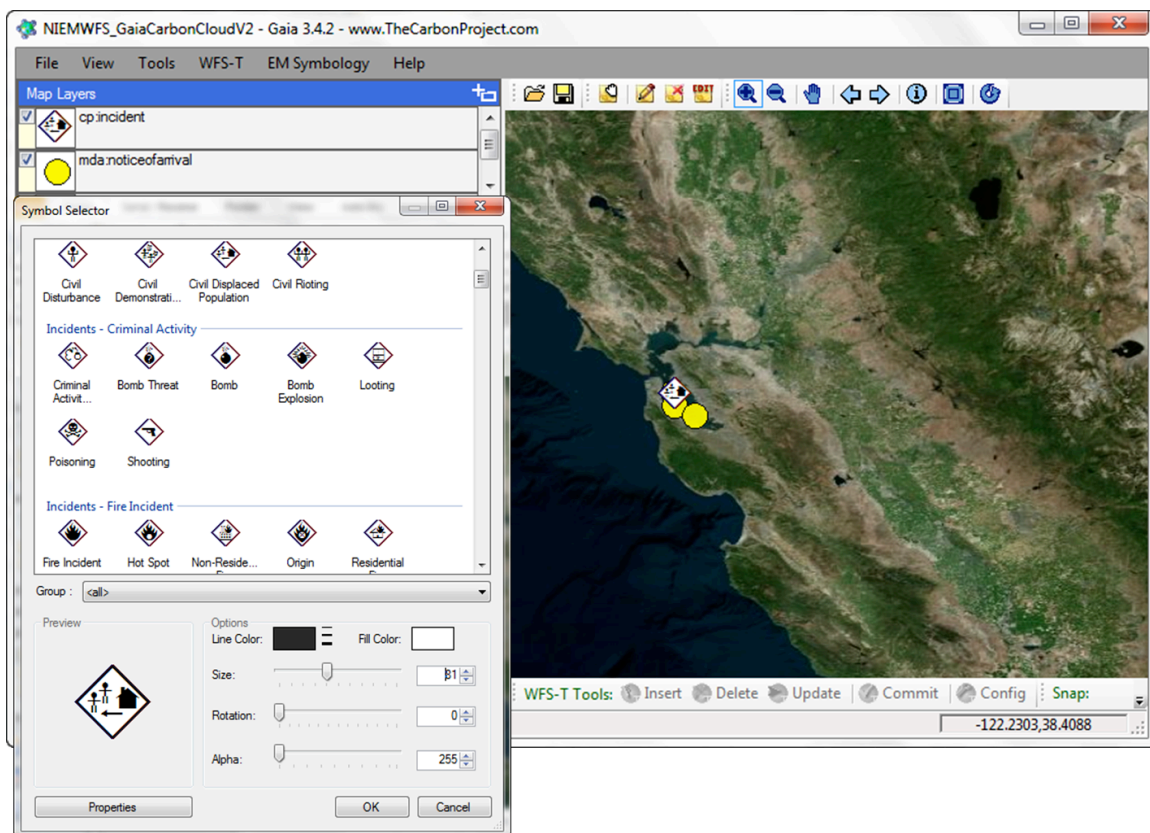 NIEMWFS_GaiaCarbonCloudV2 - Gaia 3.4.2 - www.TheCarbonProject.com
File View Tools WFS-T EM Symbology Help
Map Layers
cp:incident
mda:noticeofarrival
EDIT
Symbol Selector
Civil Disturbance
Civil Demonstrati...
Civil Displaced Population
Civil Rioting
Incidents - Criminal Activity
Criminal Activit...
Bomb Threat
Bomb
Bomb Explosion
Looting
Poisoning
Shooting
Incidents - Fire Incident
Fire Incident
Hot Spot
Non-Reside...
Origin
Residential
Group : <all>
Preview
Options
Line Color: Fill Color:
Size: 81
Rotation: 0
Alpha: 255
Properties OK Cancel
WFS-T Tools: Insert Delete Update Commit Config Snap:
-122.2303,38.4088